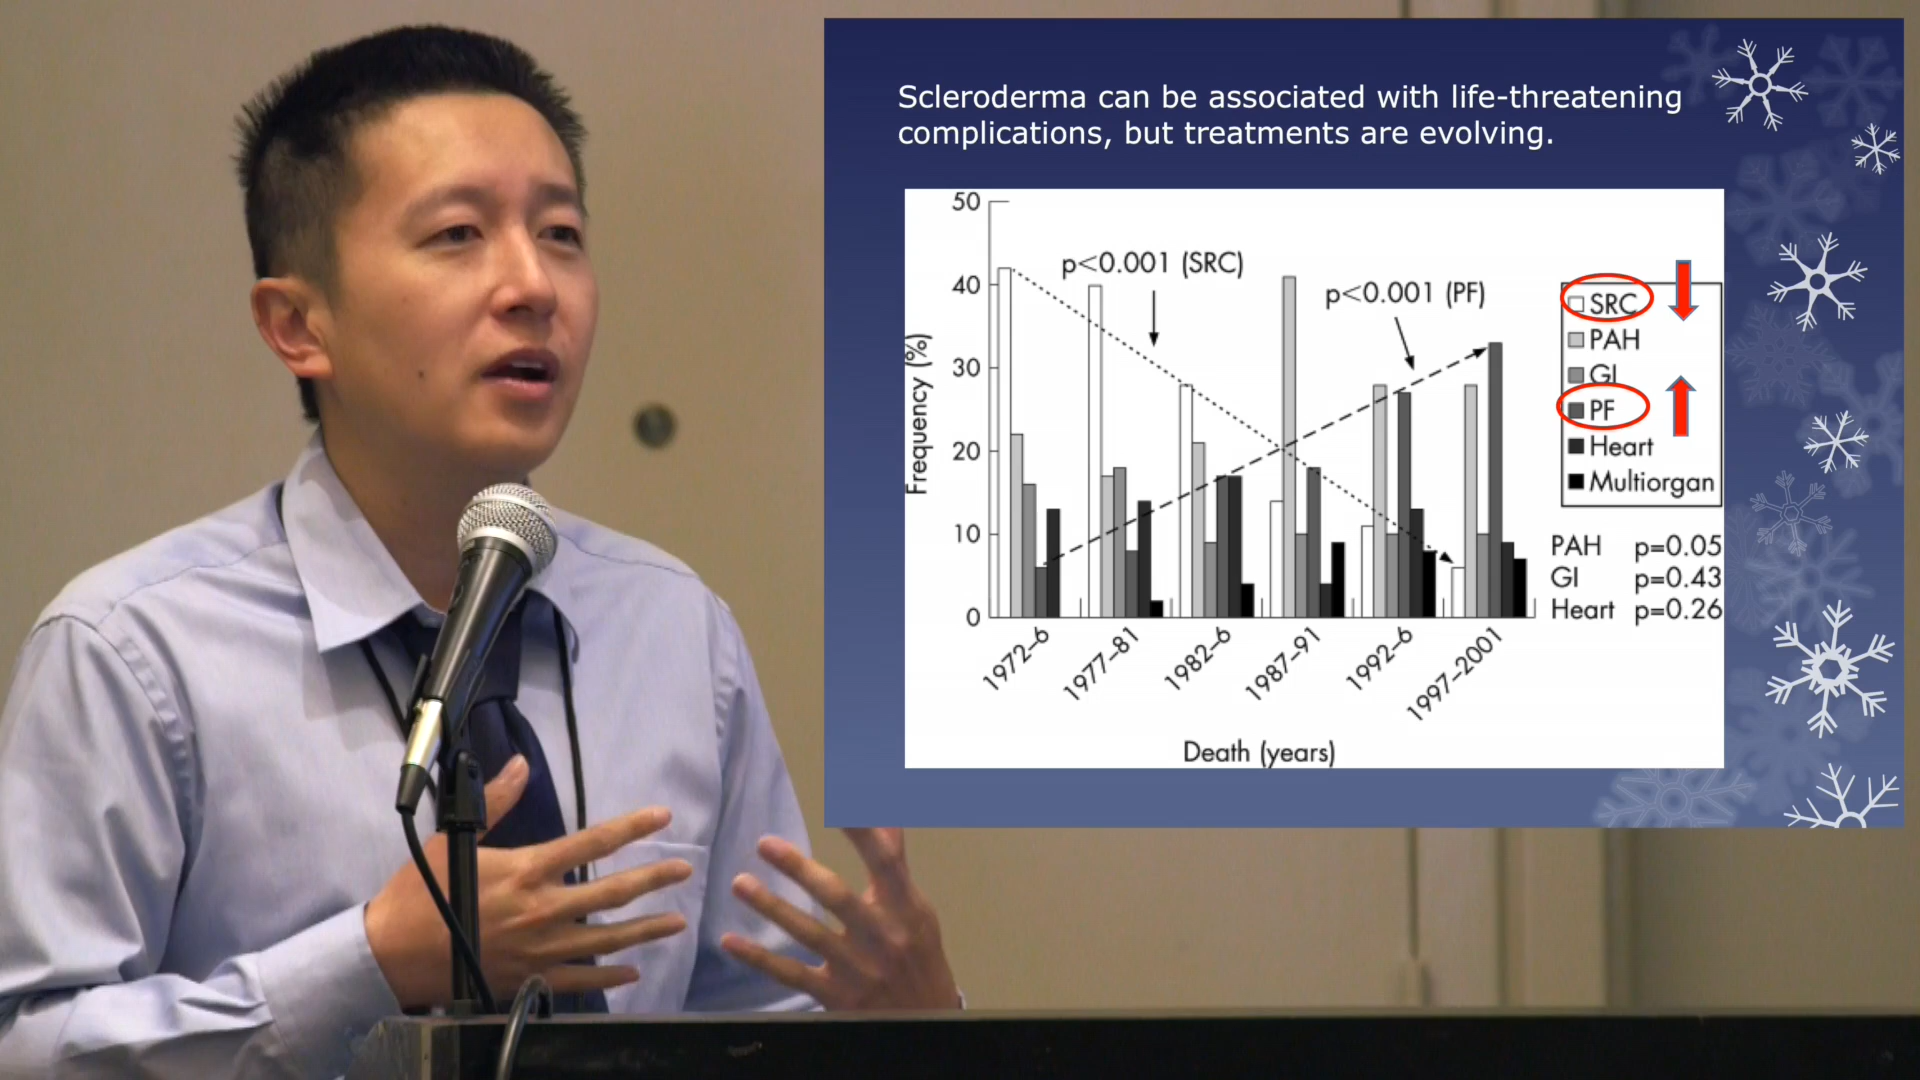 Scleroderma can be associated with life-threatening
complications, but treatments are evolving.
50
40
30
20
10
0
Frequency (%)
p<0.001 (SRC)
p<0.001 (PF)
SRC
PAH
GI
PF
Heart
Multiorgan
PAH p=0.05
GI p=0.43
Heart p=0.26
1972–6
1977–81
1982–6
1987–91
1992–6
1997–2001
Death (years)